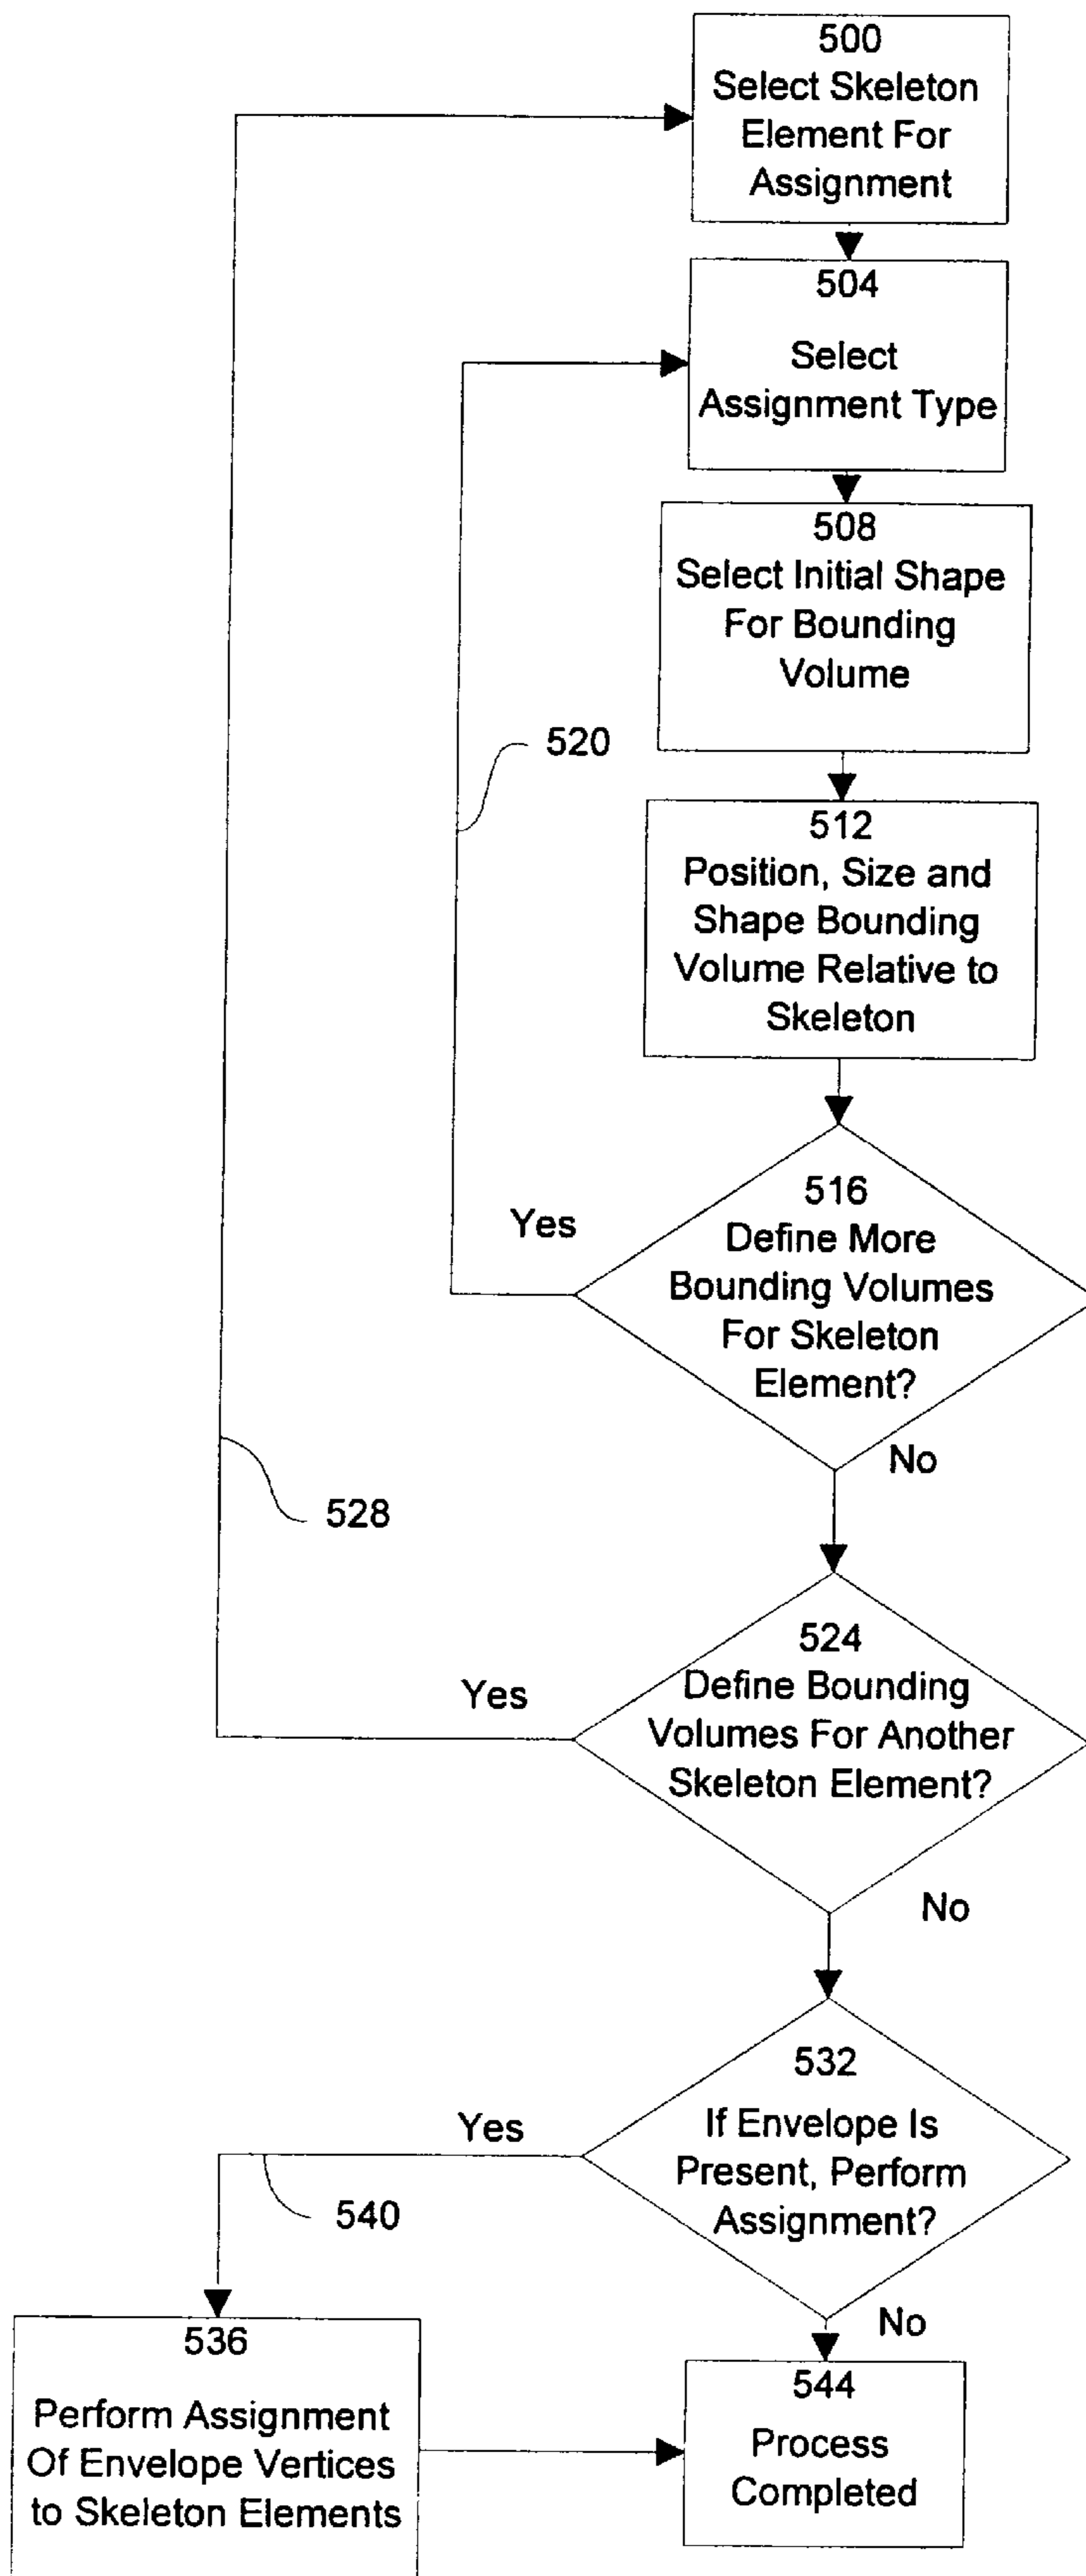 500
Select Skeleton
Element For
Assignment
504
Select
Assignment Type
508
Select Initial Shape
For Bounding
Volume
520
512
Position, Size and
Shape Bounding
Volume Relative to
Skeleton
516
Yes
Define More
Bounding Volumes
For Skeleton
Element?
No
528
524
Yes
Define Bounding
Volumes For Another
Skeleton Element?
No
532
Yes
If Envelope Is
Present, Perform
Assignment?
540
No
536
Perform Assignment
Of Envelope Vertices
to Skeleton Elements
544
Process
Completed